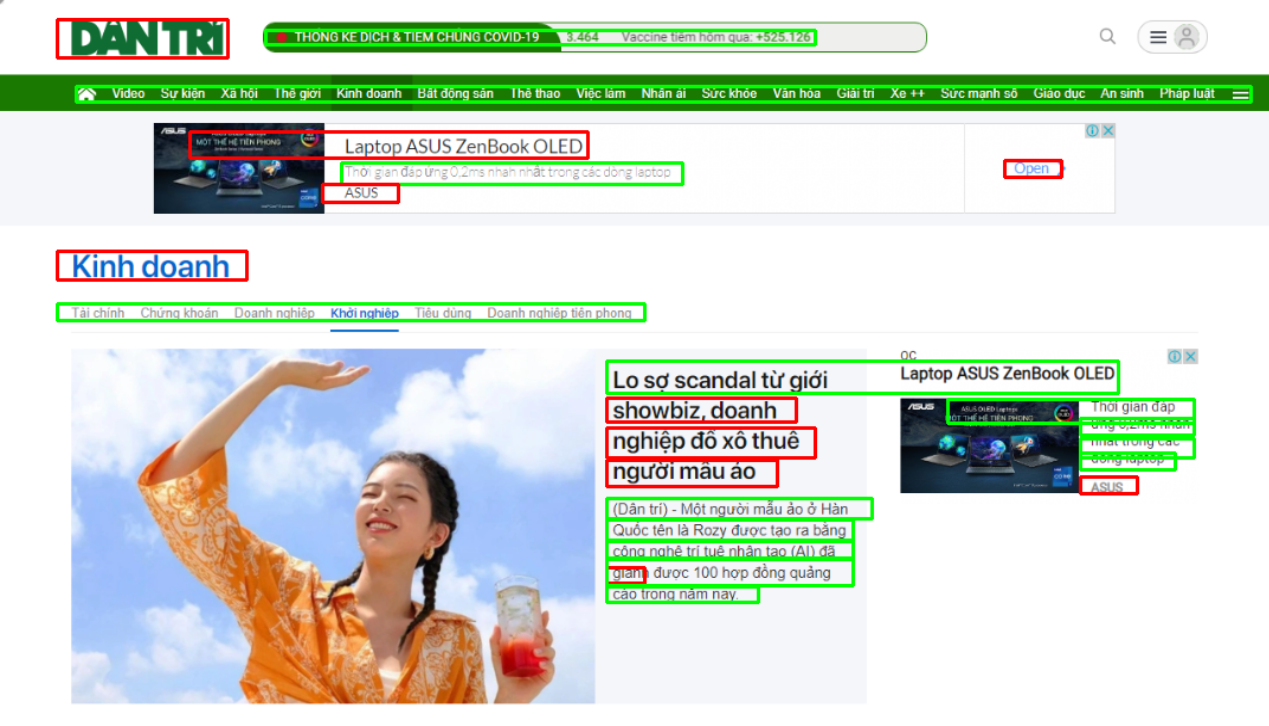 DÂN TRÍ
THỐNG KÊ DỊCH & TIÊM CHỦNG COVID-19 3.464 Vaccine tiêm hôm qua: +525.126
Video Sự kiện Xã hội Thế giới Kinh doanh Bất động sản Thể thao Việc làm Nhân ái Sức khỏe Văn hóa Giải trí Xe ++ Sức mạnh số Giáo dục An sinh Pháp luật
ASUS
MỘT THẾ HỆ TIÊN PHONG
Laptop ASUS ZenBook OLED
Thời gian đáp ứng 0,2ms nhanh nhất trong các dòng laptop
ASUS
Open
Kinh doanh
Tài chính Chứng khoán Doanh nghiệp Khởi nghiệp Tiêu dùng Doanh nghiệp tiên phong
Lo sợ scandal từ giới
showbiz, doanh
nghiệp đổ xô thuê
người mẫu ảo
(Dân trí) - Một người mẫu ảo ở Hàn
Quốc tên là Rozy được tạo ra bằng
công nghệ trí tuệ nhân tạo (AI) đã
giành được 100 hợp đồng quảng
cáo trong năm nay.
QC
Laptop ASUS ZenBook OLED
ASUS
ASUS OLED Laptops
MỘT THẾ HỆ TIÊN PHONG
Thời gian đáp
ứng 0,2ms nhanh
nhất trong các
dòng laptop
ASUS